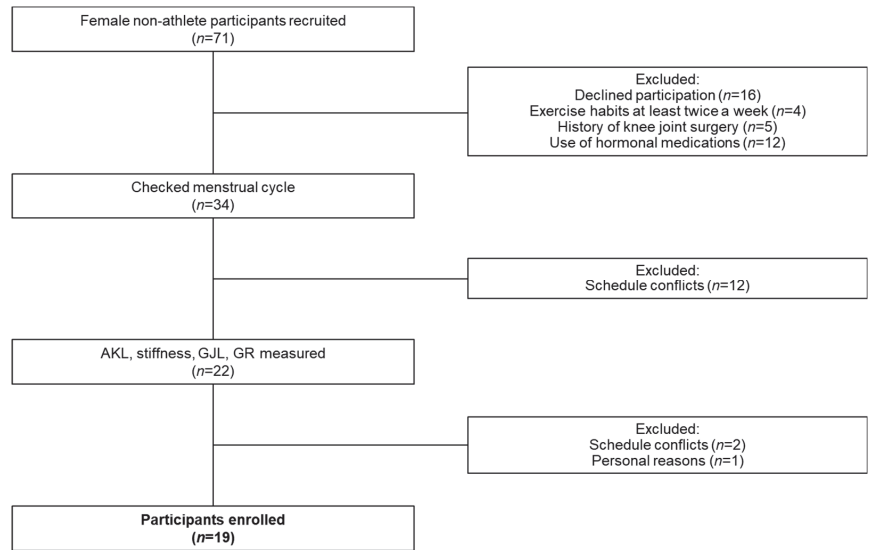 Female non-athlete participants recruited
(n=71)
Excluded:
Declined participation (n=16)
Exercise habits at least twice a week (n=4)
History of knee joint surgery (n=5)
Use of hormonal medications (n=12)
Checked menstrual cycle
(n=34)
Excluded:
Schedule conflicts (n=12)
AKL, stiffness, GJL, GR measured
(n=22)
Excluded:
Schedule conflicts (n=2)
Personal reasons (n=1)
Participants enrolled
(n=19)